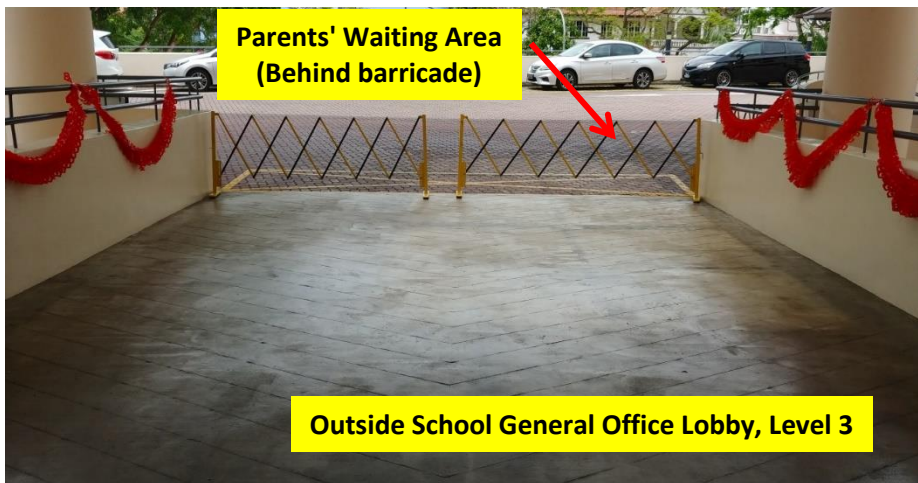 Parents' Waiting Area
(Behind barricade)
Outside School General Office Lobby, Level 3